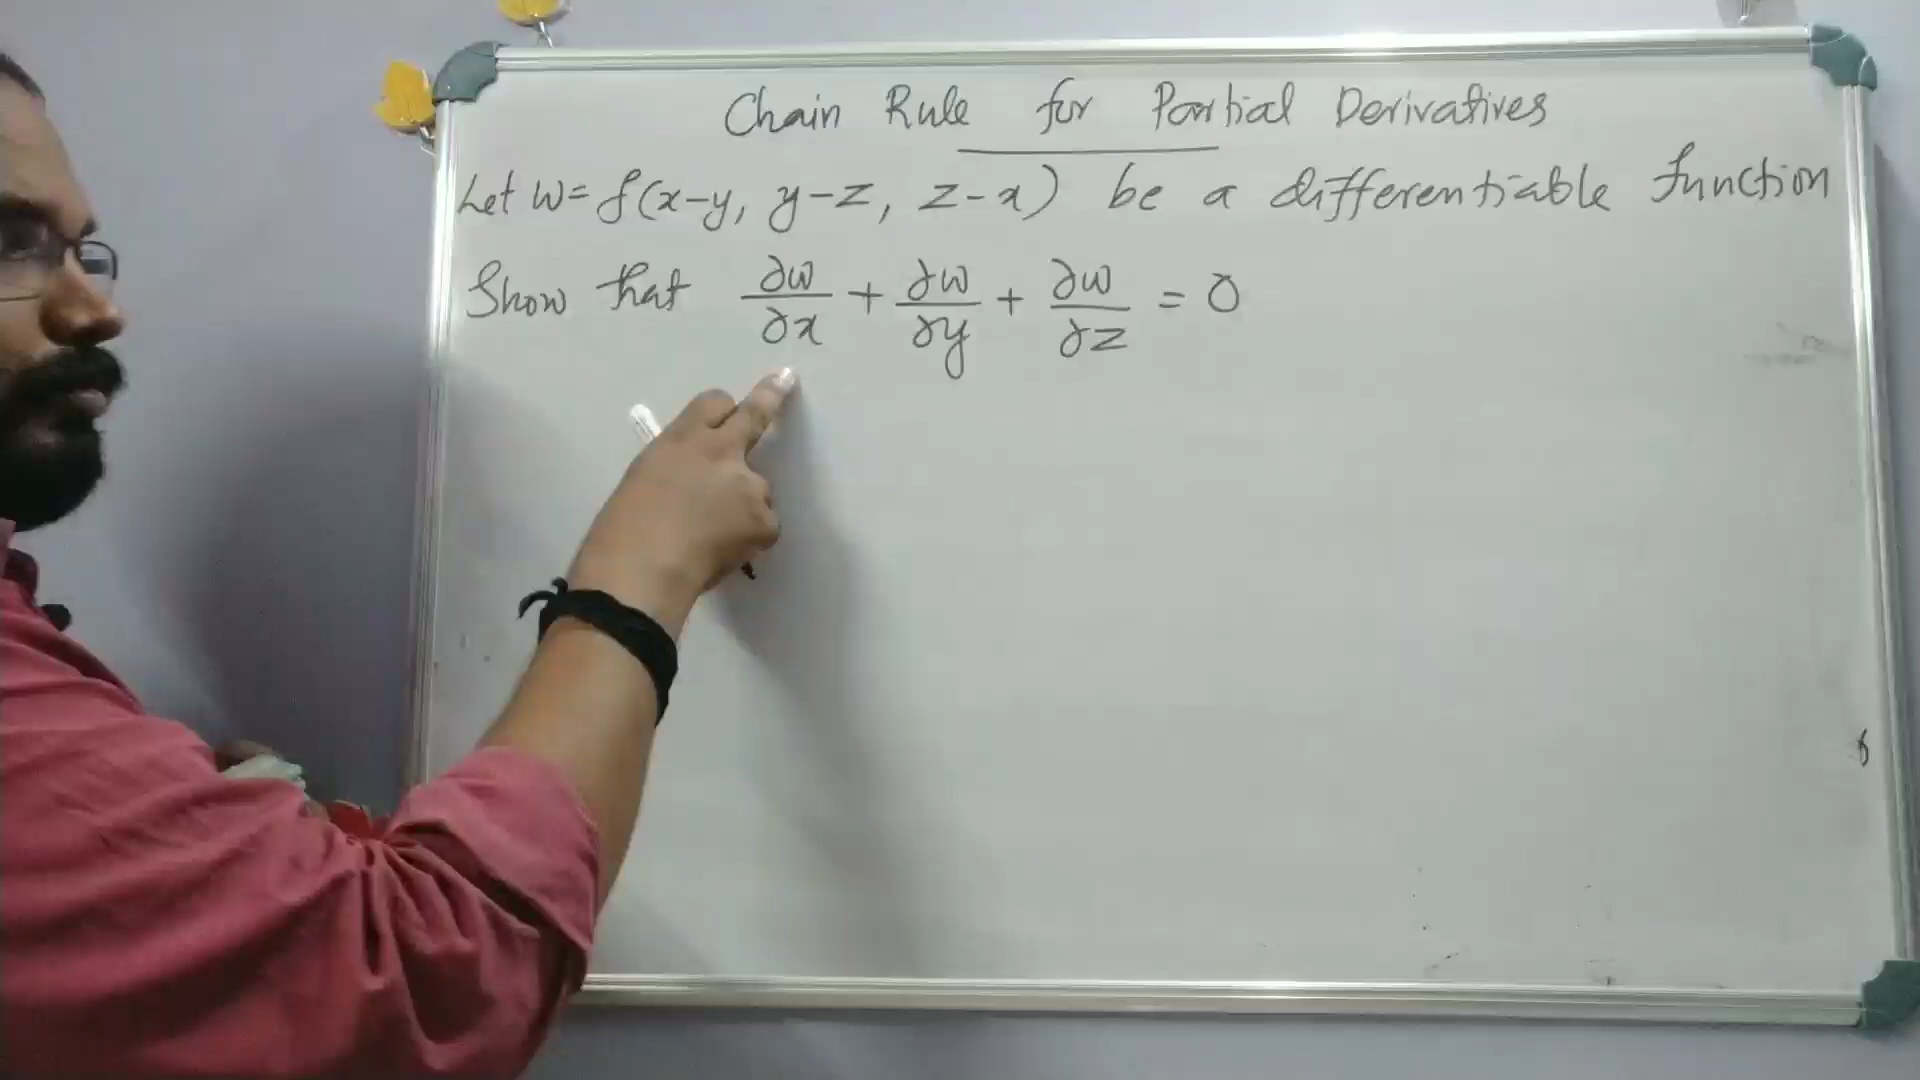 Chain Rule for Partial Derivatives
Let w=f(x-y, y-z, z-x) be a differentiable function
Show that ∂w/∂x + ∂w/∂y + ∂w/∂z = 0